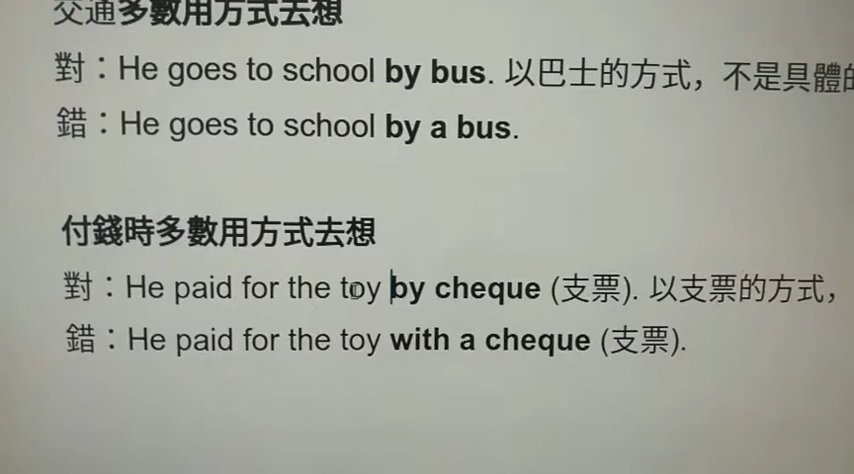 交通多數用方式去想
對：He goes to school by bus. 以巴士的方式，不是具體的
錯：He goes to school by a bus.
付錢時多數用方式去想
對：He paid for the toy by cheque (支票). 以支票的方式，
錯：He paid for the toy with a cheque (支票).